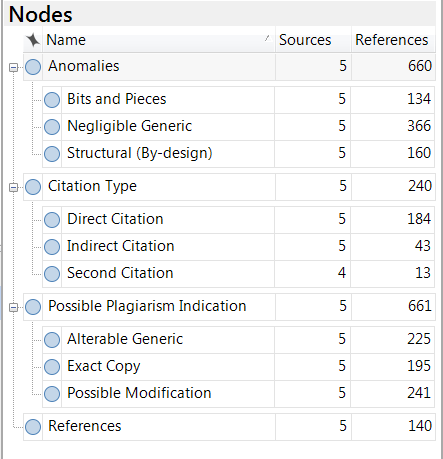 Nodes
Name Sources References
Anomalies 5 660
Bits and Pieces 5 134
Negligible Generic 5 366
Structural (By-design) 5 160
Citation Type 5 240
Direct Citation 5 184
Indirect Citation 5 43
Second Citation 4 13
Possible Plagiarism Indication 5 661
Alterable Generic 5 225
Exact Copy 5 195
Possible Modification 5 241
References 5 140